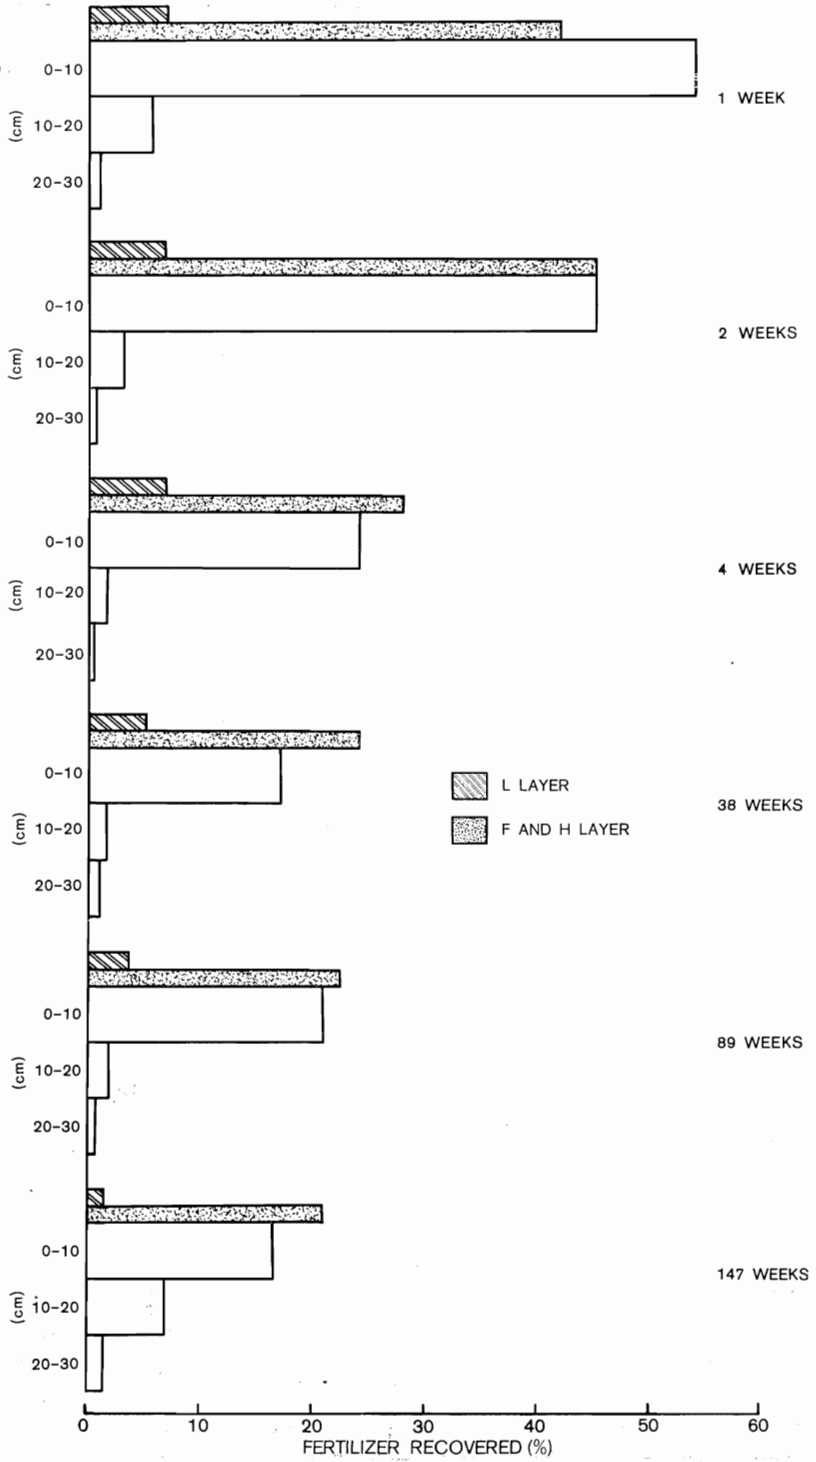 0-10
1 WEEK
10-20
(cm)
20-30
0-10
2 WEEKS
10-20
(cm)
20-30
0-10
4 WEEKS
10-20
(cm)
20-30
0-10
L LAYER
38 WEEKS
10-20
F AND H LAYER
(cm)
20-30
0-10
89 WEEKS
10-20
(cm)
20-30
0-10
147 WEEKS
10-20
(cm)
20-30
0 10 20 30 40 50 60
FERTILIZER RECOVERED (%)